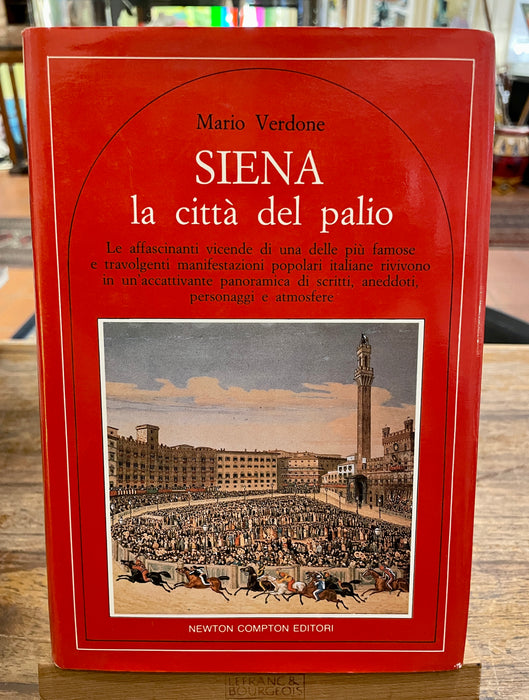 Mario Verdone
SIENA
la città del palio
Le affascinanti vicende di una delle più famose
e travolgenti manifestazioni popolari italiane rivivono
in un'accattivante panoramica di scritti, aneddoti,
personaggi e atmosfere
NEWTON COMPTON EDITORI
LEFRANC &
BOURGEOIS